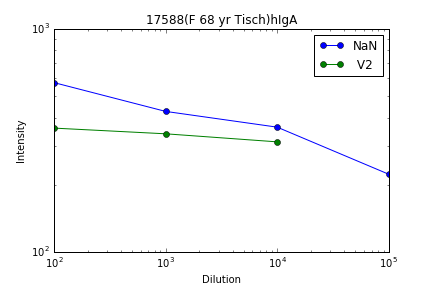 17588(F 68 yr Tisch)hIgA
10³
NaN
V2
Intensity
10²
10² 10³ 10⁴ 10⁵
Dilution